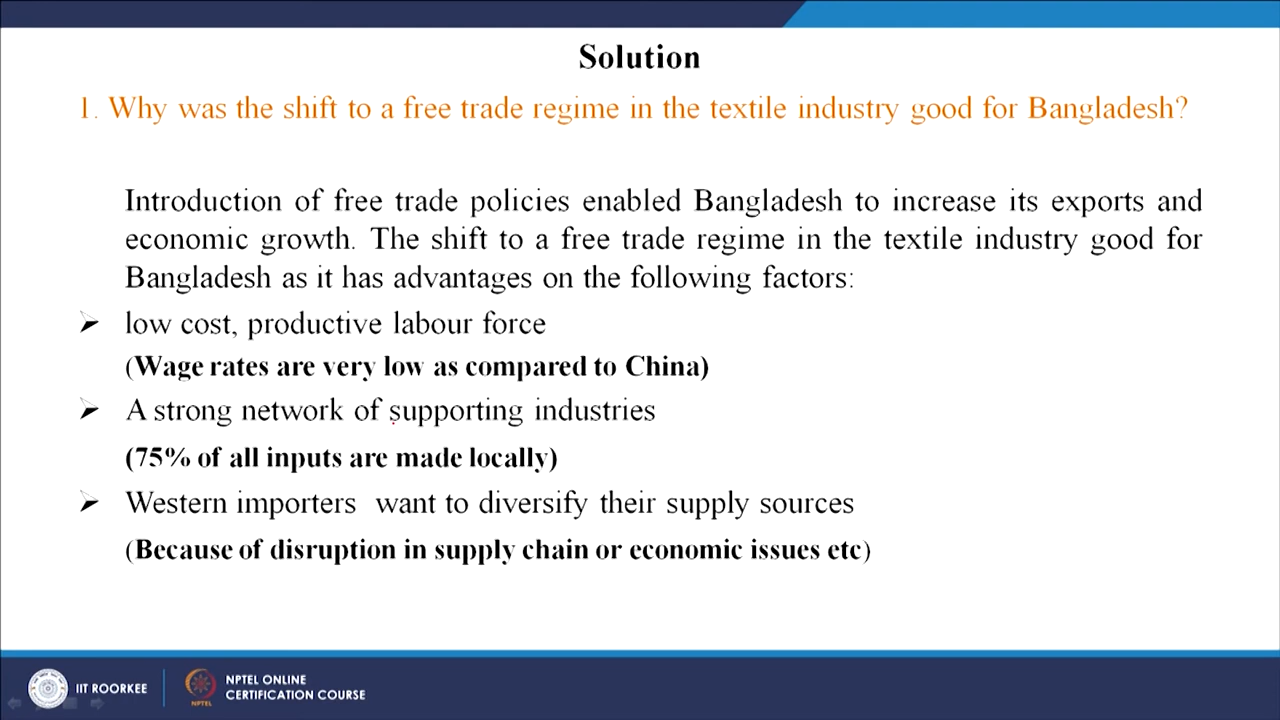 Solution
1. Why was the shift to a free trade regime in the textile industry good for Bangladesh?
Introduction of free trade policies enabled Bangladesh to increase its exports and
economic growth. The shift to a free trade regime in the textile industry good for
Bangladesh as it has advantages on the following factors:
➢ low cost, productive labour force
(Wage rates are very low as compared to China)
➢ A strong network of supporting industries
(75% of all inputs are made locally)
➢ Western importers want to diversify their supply sources
(Because of disruption in supply chain or economic issues etc)
IIT ROORKEE
NPTEL
NPTEL ONLINE
CERTIFICATION COURSE